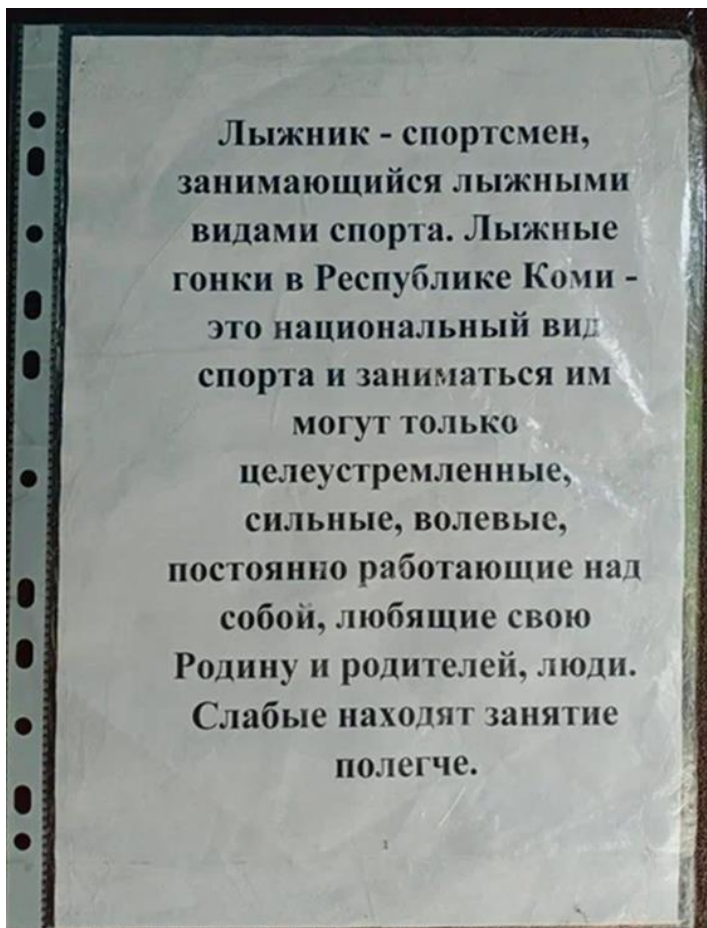 Лыжник - спортсмен,
занимающийся лыжными
видами спорта. Лыжные
гонки в Республике Коми -
это национальный вид
спорта и заниматься им
могут только
целеустремленные,
сильные, волевые,
постоянно работающие над
собой, любящие свою
Родину и родителей, люди.
Слабые находят занятие
полегче.
1